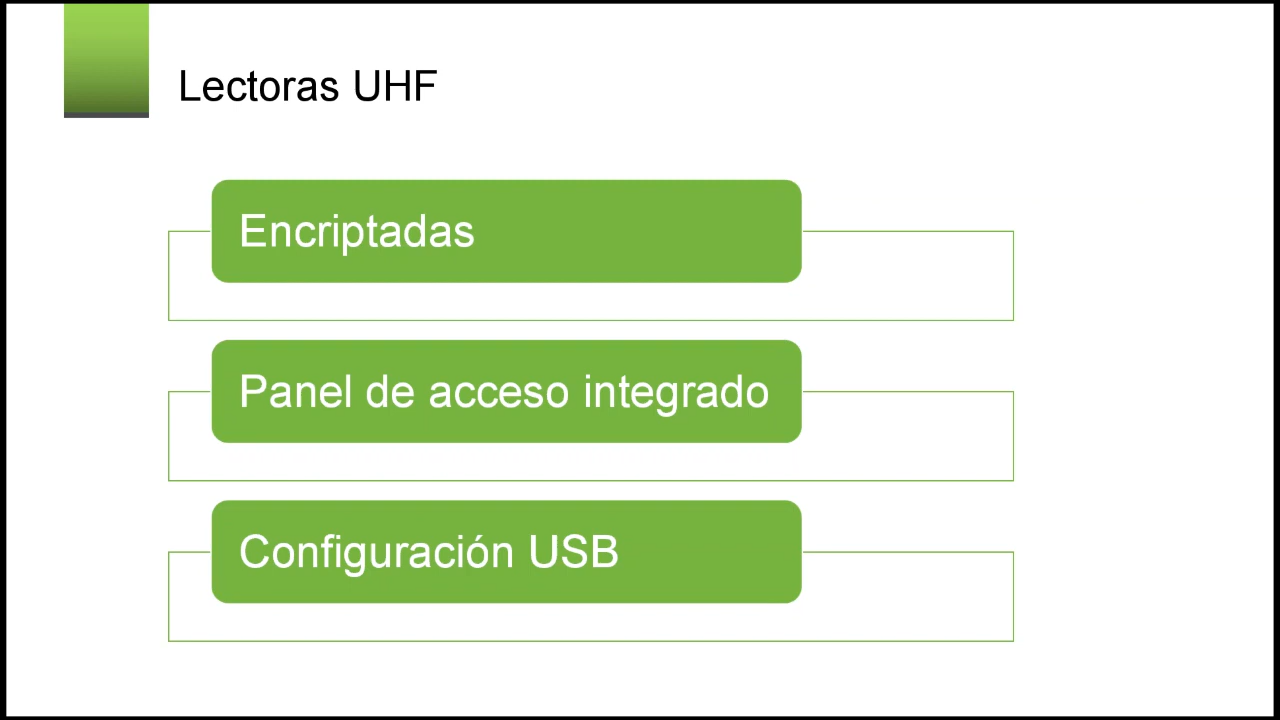 Lectoras UHF
Encriptadas
Panel de acceso integrado
Configuración USB